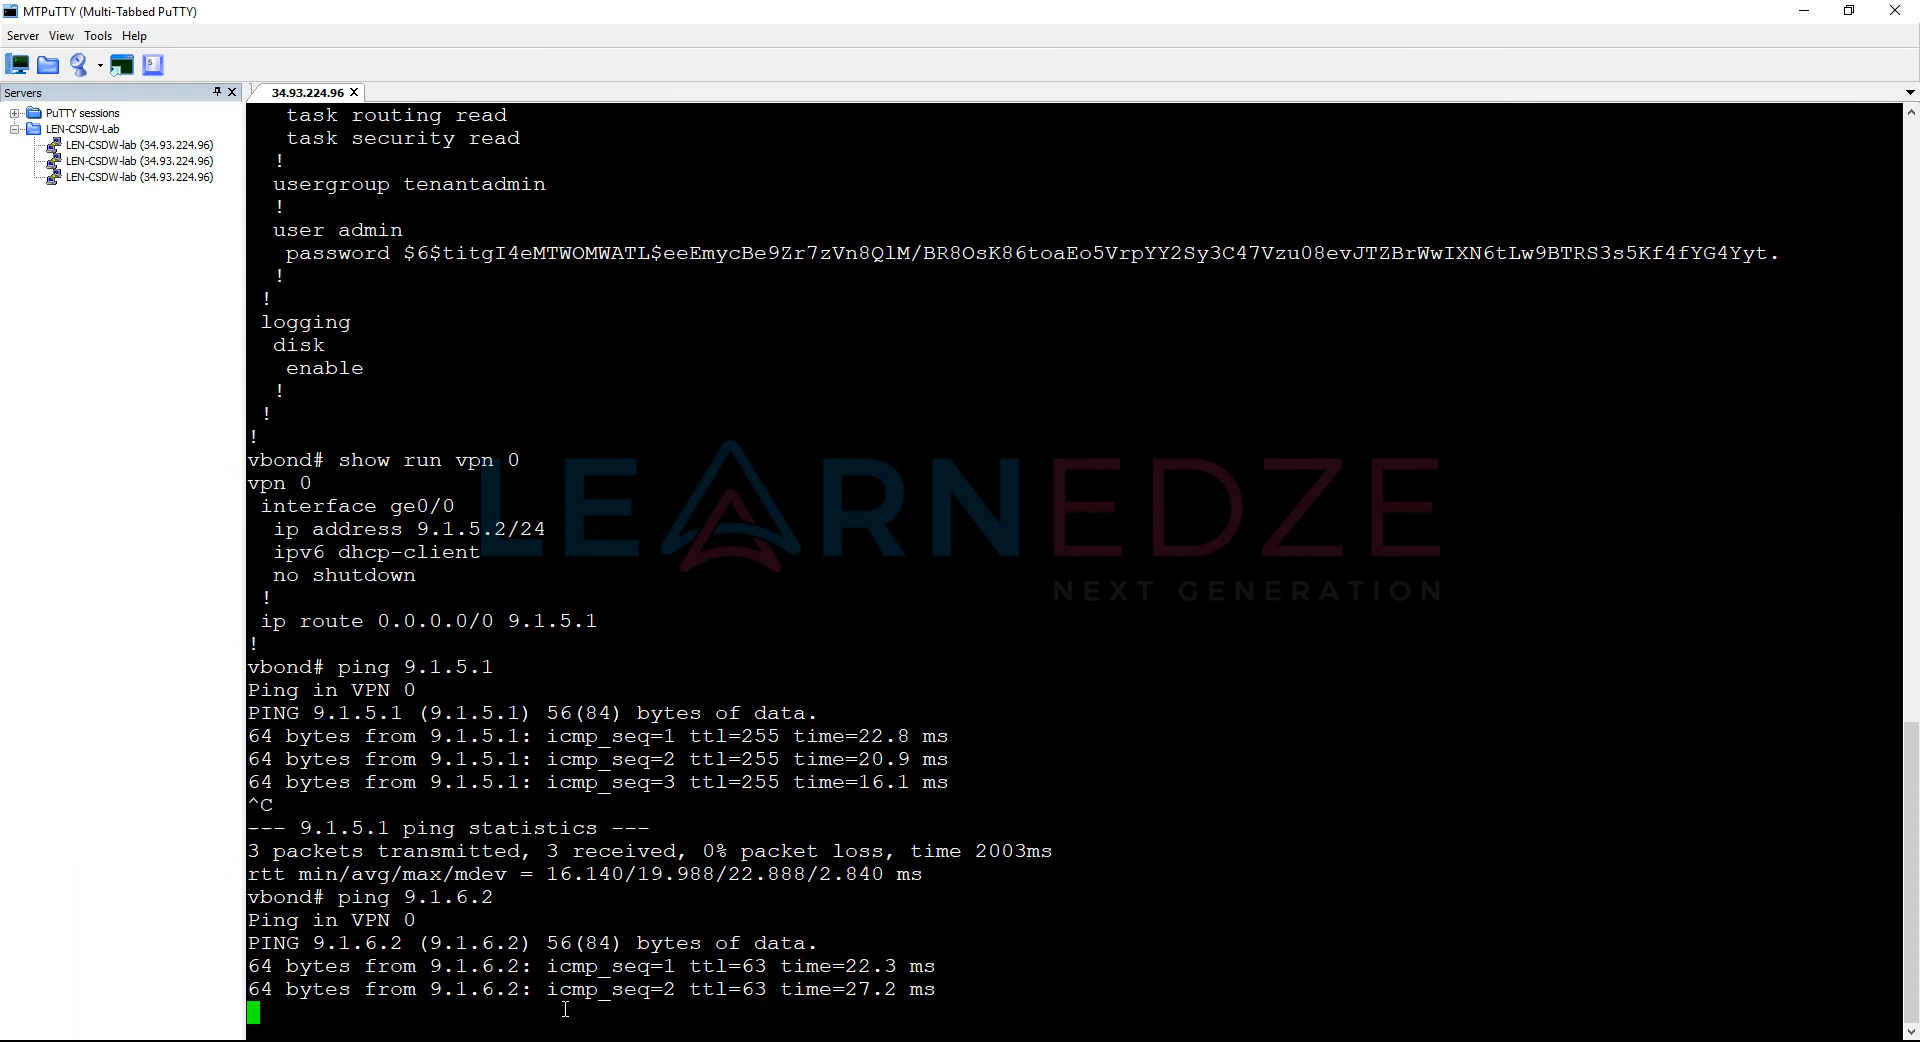 MTPuTTY (Multi-Tabbed PuTTY)
Server View Tools Help
Servers
34.93.224.96
PuTTY sessions
LEN-CSDW-Lab
LEN-CSDW-lab (34.93.224.96)
LEN-CSDW-lab (34.93.224.96)
LEN-CSDW-lab (34.93.224.96)
task routing read
task security read
!
usergroup tenantadmin
!
user admin
password $6$titgI4eMTWOMWATL$eeEmycBe9Zr7zVn8QlM/BR8OsK86toaEo5VrpYY2Sy3C47Vzu08evJTZBrWwIXN6tLw9BTRS3s5Kf4fYG4Yyt.
!
!
logging
disk
enable
!
!
!
vbond# show run vpn 0
vpn 0
interface ge0/0
ip address 9.1.5.2/24
ipv6 dhcp-client
no shutdown
!
ip route 0.0.0.0/0 9.1.5.1
!
vbond# ping 9.1.5.1
Ping in VPN 0
PING 9.1.5.1 (9.1.5.1) 56(84) bytes of data.
64 bytes from 9.1.5.1: icmp_seq=1 ttl=255 time=22.8 ms
64 bytes from 9.1.5.1: icmp_seq=2 ttl=255 time=20.9 ms
64 bytes from 9.1.5.1: icmp_seq=3 ttl=255 time=16.1 ms
^C
--- 9.1.5.1 ping statistics ---
3 packets transmitted, 3 received, 0% packet loss, time 2003ms
rtt min/avg/max/mdev = 16.140/19.988/22.888/2.840 ms
vbond# ping 9.1.6.2
Ping in VPN 0
PING 9.1.6.2 (9.1.6.2) 56(84) bytes of data.
64 bytes from 9.1.6.2: icmp_seq=1 ttl=63 time=22.3 ms
64 bytes from 9.1.6.2: icmp_seq=2 ttl=63 time=27.2 ms
LEARNEDZE
NEXT GENERATION